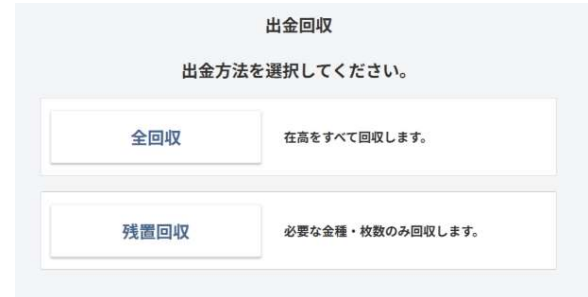 出金回収
出金方法を選択してください。
全回収
在高をすべて回収します。
残置回収
必要な金種・枚数のみ回収します。